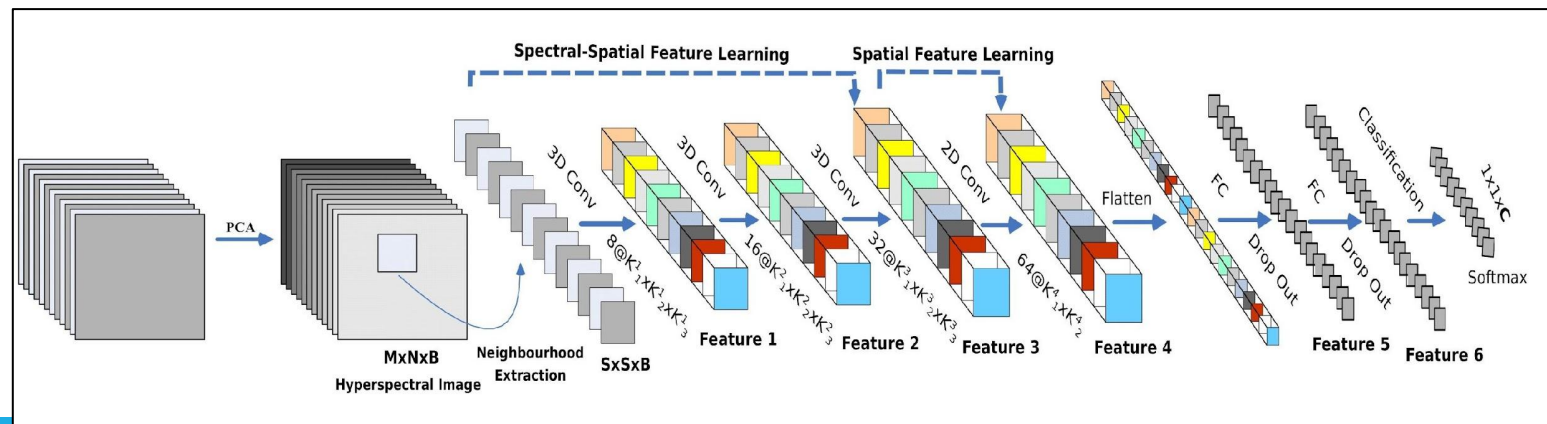 Spectral-Spatial Feature Learning
Spatial Feature Learning
PCA
MxNxB
Hyperspectral Image
Neighbourhood
Extraction
SxSxB
3D Conv
8@K¹₁xK¹₂xK¹₃
Feature 1
3D Conv
16@K²₁xK²₂xK²₃
Feature 2
3D Conv
32@K³₁xK³₂xK³₃
Feature 3
2D Conv
64@K⁴₁xK⁴₂
Feature 4
Flatten
FC
Drop Out
Feature 5
FC
Drop Out
Feature 6
Classification
1x1xC
Softmax